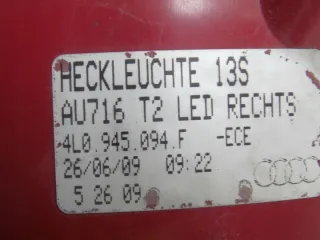 HECKLEUCHTE 13S
AU716 T2 LED RECHTS
4L0.945.094.F -ECE
26/06/09 09:22
5 26 09